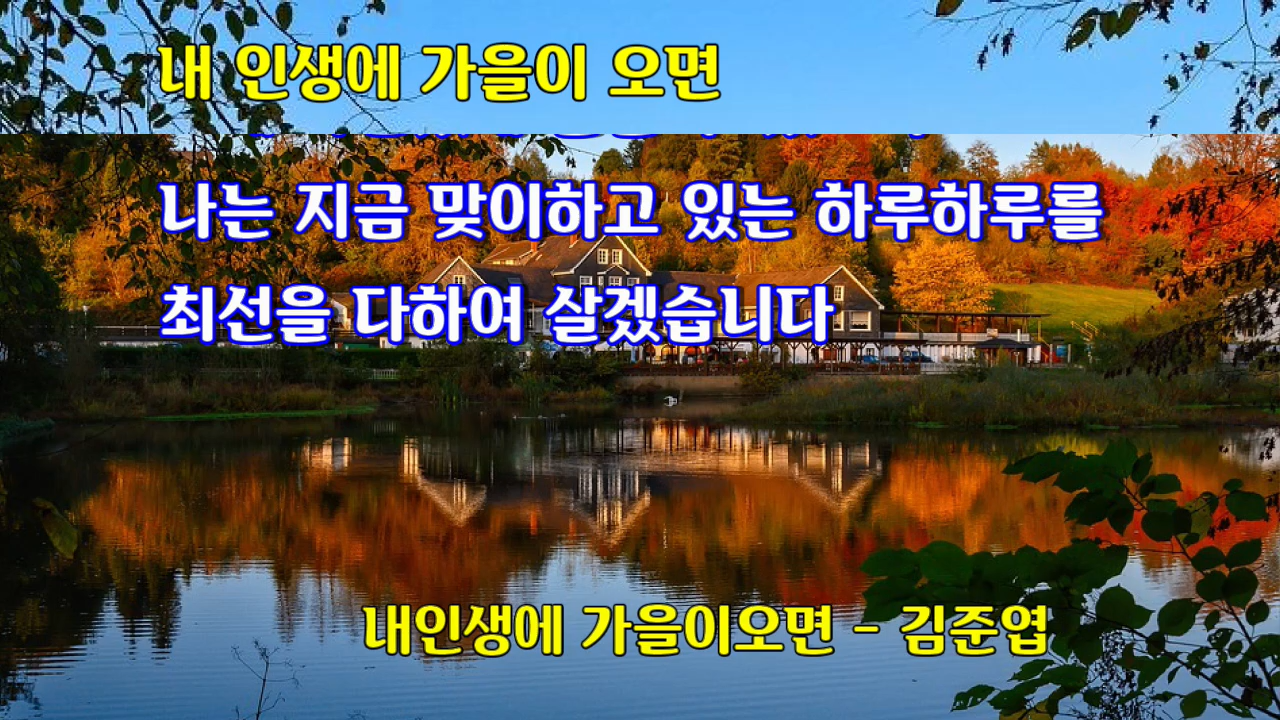 내 인생에 가을이 오면
나는 지금 맞이하고 있는 하루하루를
최선을 다하여 살겠습니다
내인생에 가을이오면 - 김준엽